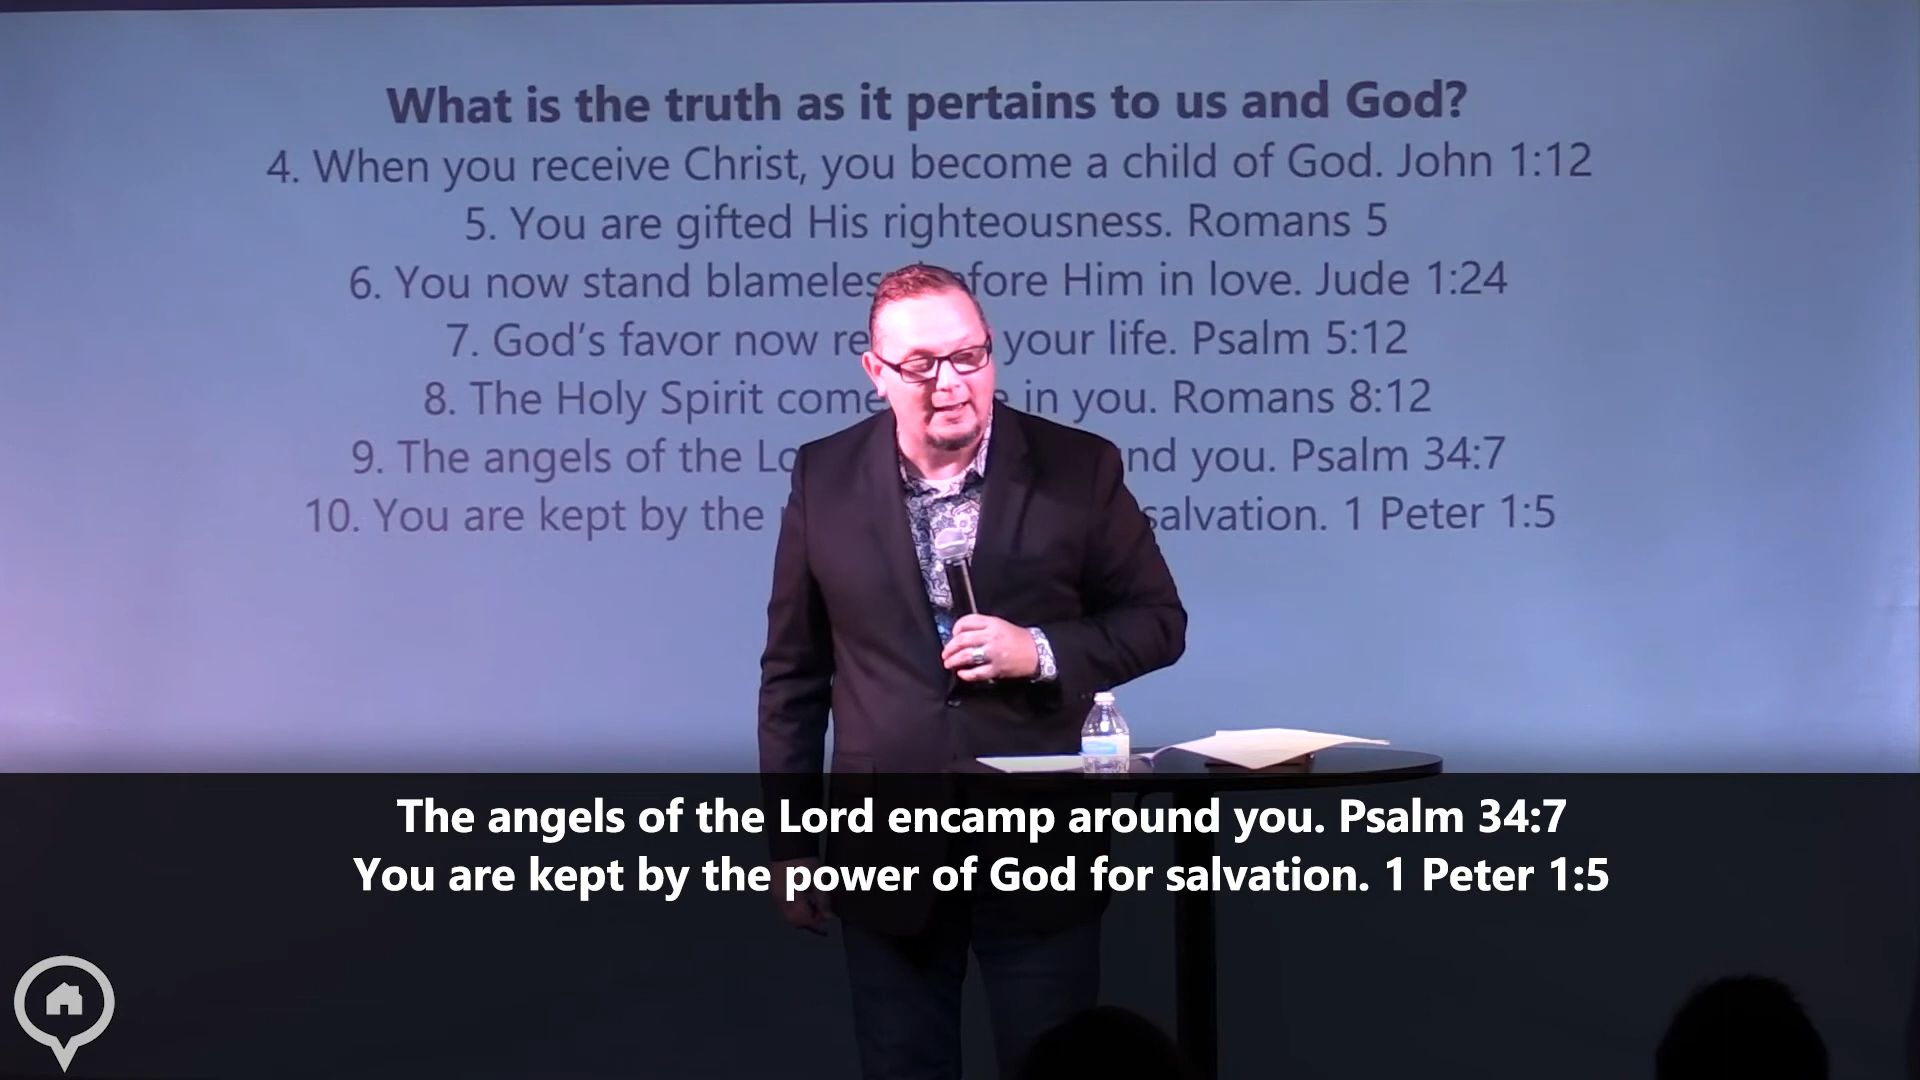 What is the truth as it pertains to us and God?
4. When you receive Christ, you become a child of God. John 1:12
5. You are gifted His righteousness. Romans 5
6. You now stand blameless before Him in love. Jude 1:24
7. God's favor now your life. Psalm 5:12
8. The Holy Spirit in you. Romans 8:12
9. The angels of the you. Psalm 34:7
10. You are kept by the salvation. 1 Peter 1:5
The angels of the Lord encamp around you. Psalm 34:7
You are kept by the power of God for salvation. 1 Peter 1:5